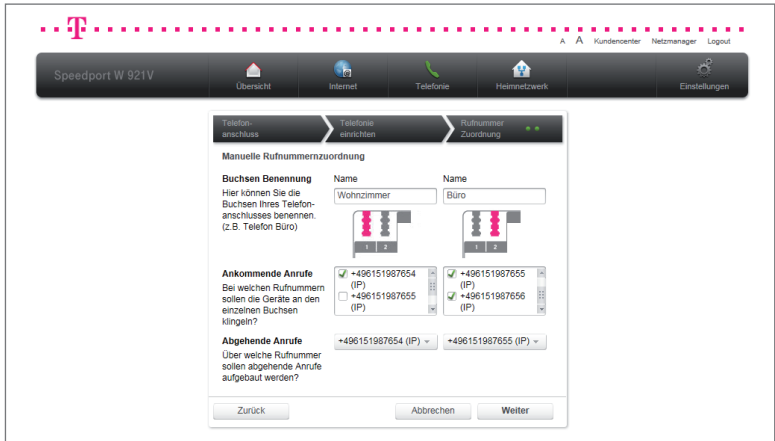 T
A A Kundencenter Netzmanager Logout
Speedport W 921V
Übersicht Internet Telefonie Heimnetzwerk Einstellungen
Telefon-
anschluss
Telefonie
einrichten
Rufnummer
Zuordnung
Manuelle Rufnummernzuordnung
Buchsen Benennung
Hier können Sie die
Buchsen Ihres Telefon-
anschlusses benennen.
(z.B. Telefon Büro)
Name
Wohnzimmer
1 2
Name
Büro
1 2
Ankommende Anrufe
Bei welchen Rufnummern
sollen die Geräte an den
einzelnen Buchsen
klingeln?
+496151987654
(IP)
+496151987655
(IP)
+496151987655
(IP)
+496151987656
(IP)
Abgehende Anrufe
Über welche Rufnummer
sollen abgehende Anrufe
aufgebaut werden?
+496151987654 (IP)
+496151987655 (IP)
Zurück Abbrechen Weiter